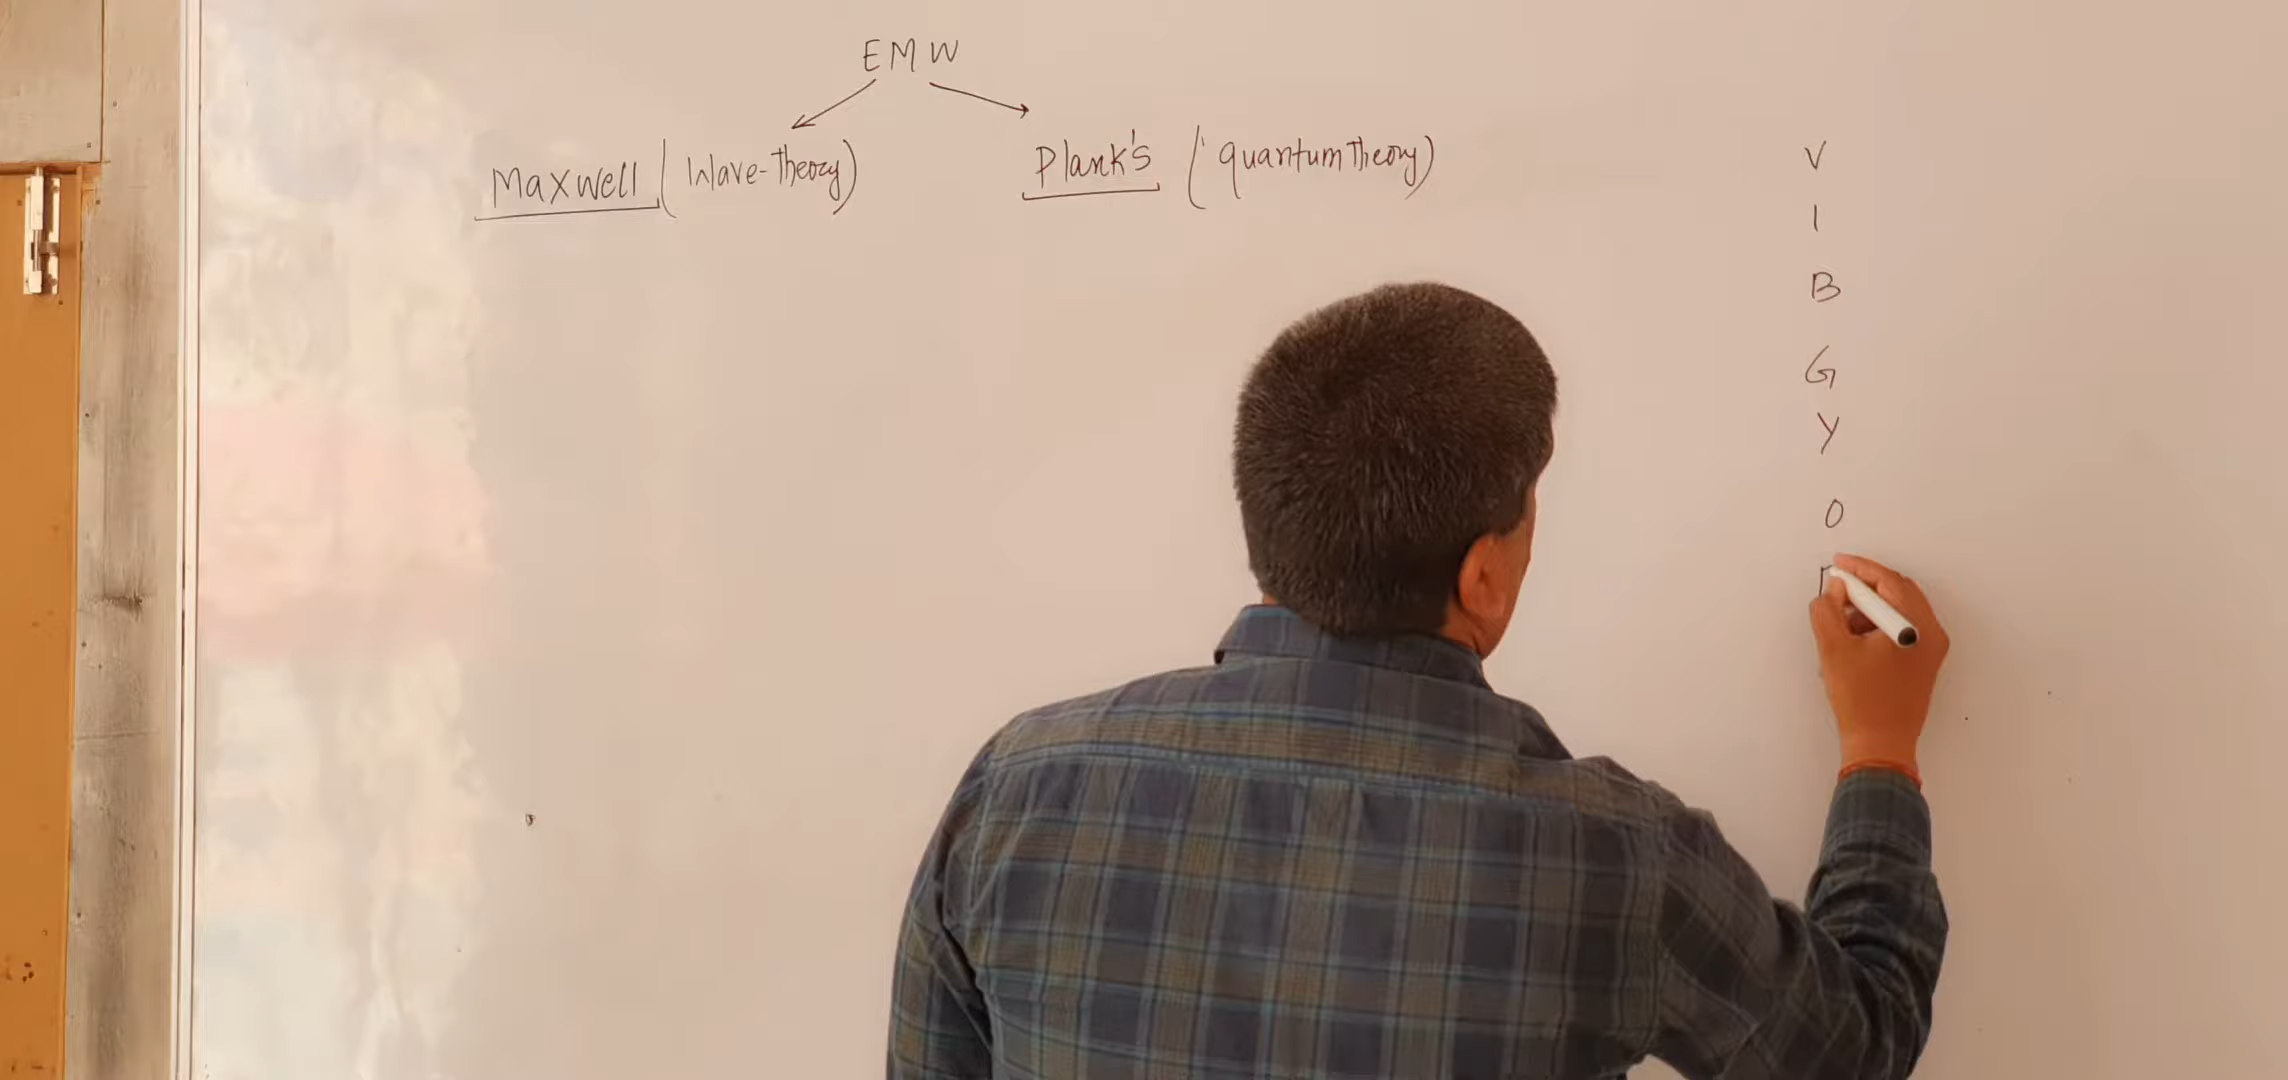 EMW
Maxwell (Wave-Theory)
Plank's (quantum Theory)
V
I
B
G
Y
O